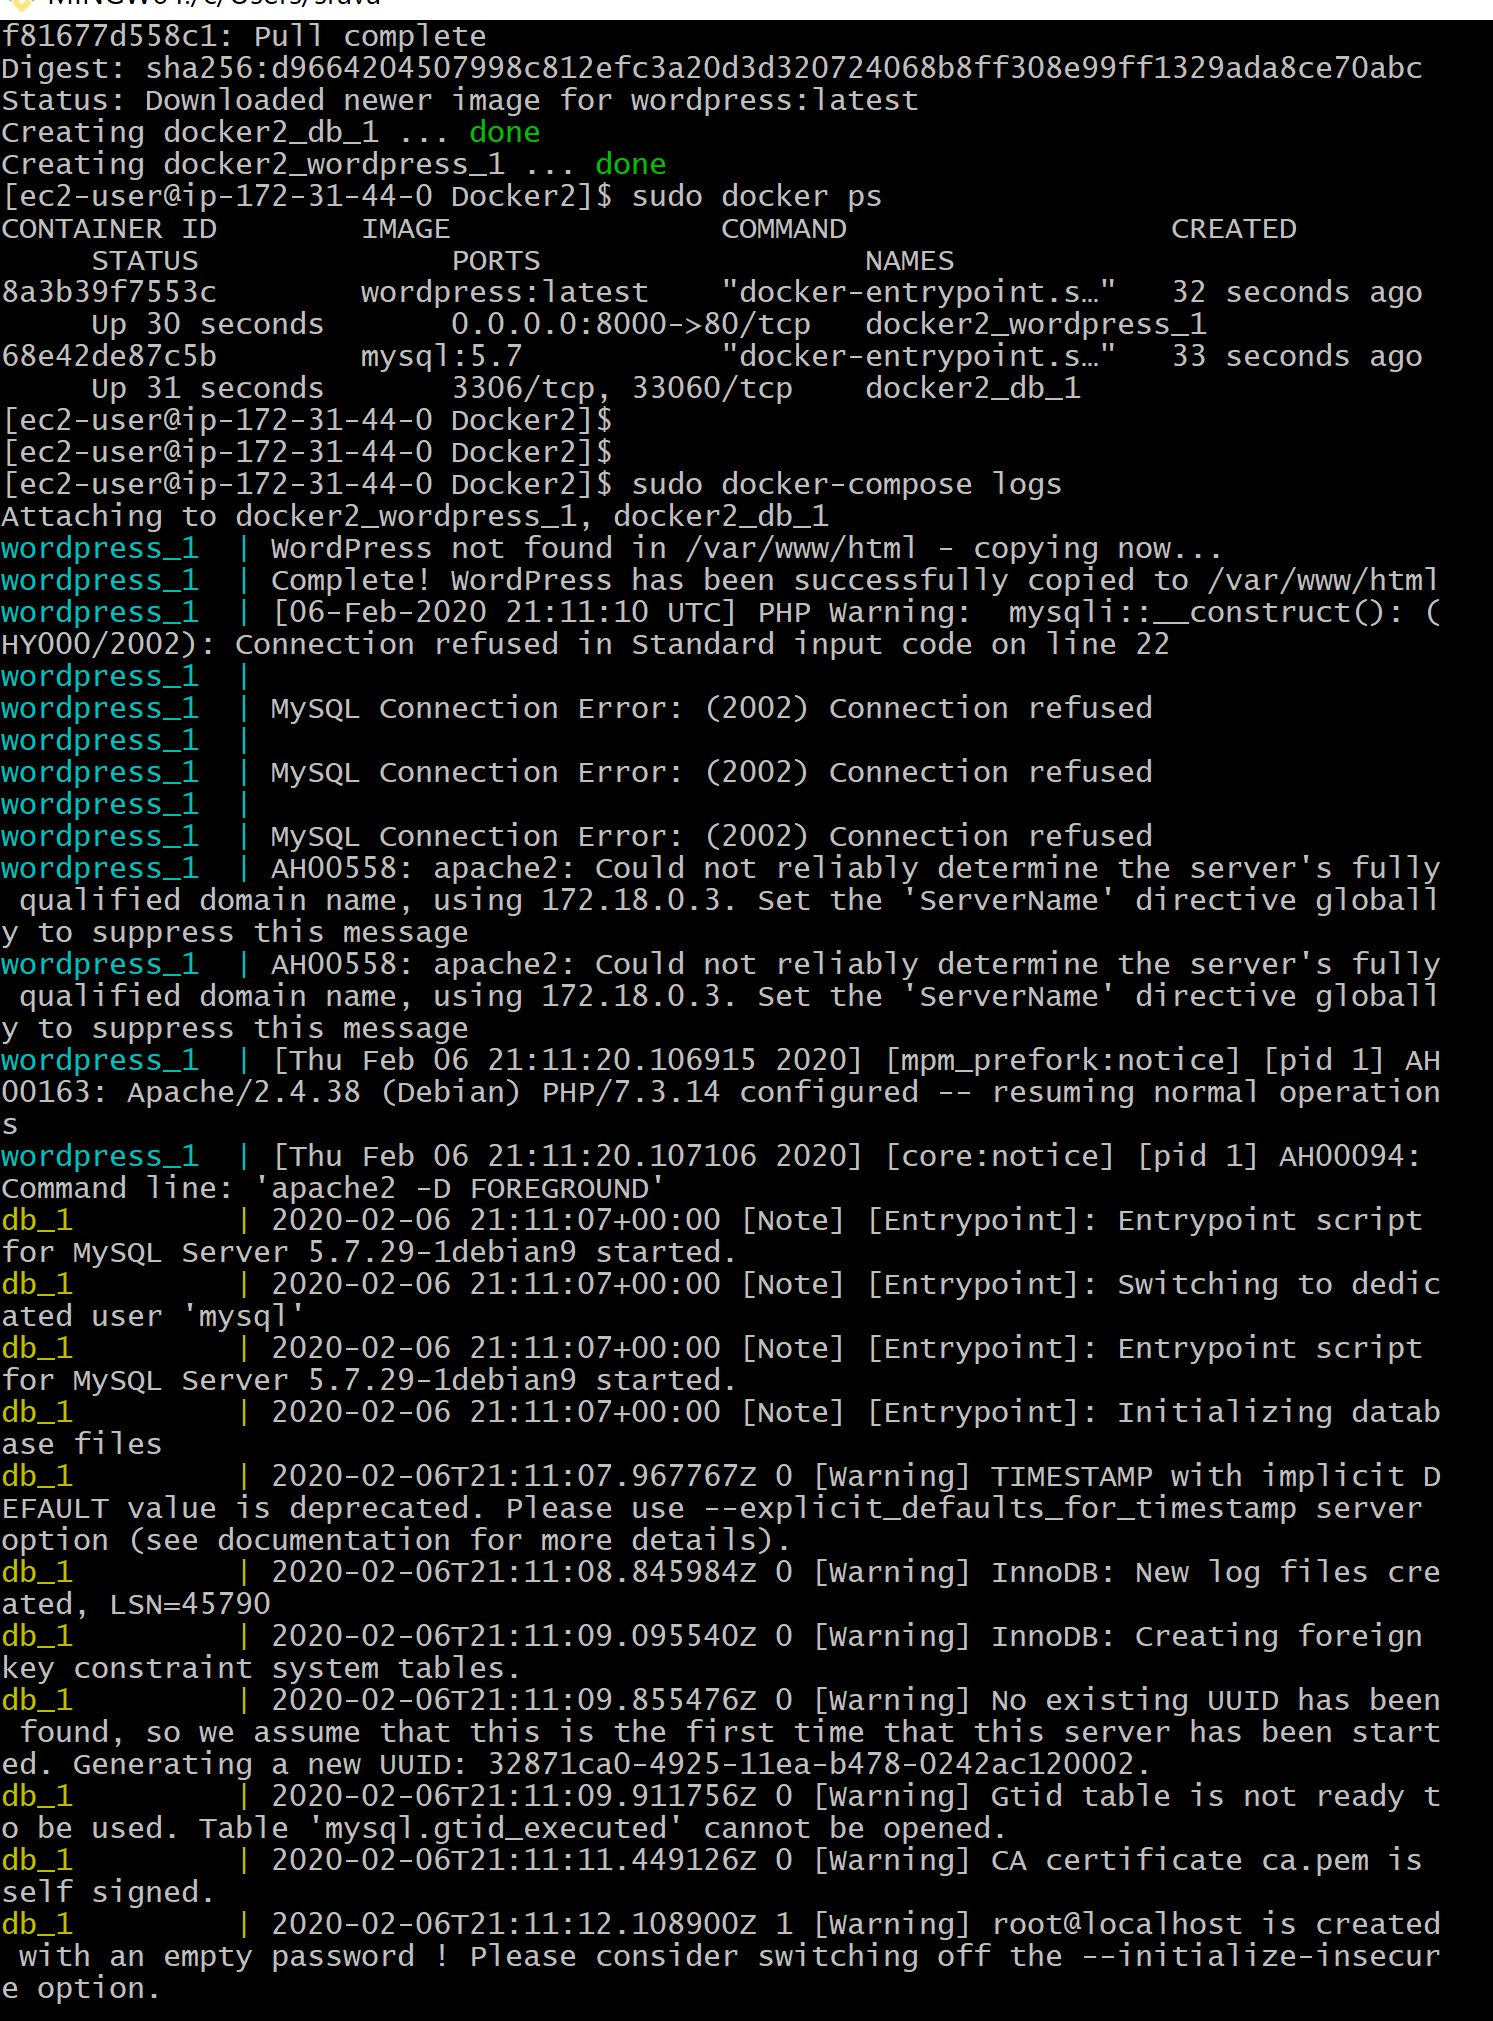 f81677d558c1: Pull complete
Digest: sha256:d9664204507998c812efc3a20d3d320724068b8ff308e99ff1329ada8ce70abc
Status: Downloaded newer image for wordpress:latest
Creating docker2_db_1 ... done
Creating docker2_wordpress_1 ... done
[ec2-user@ip-172-31-44-0 Docker2]$ sudo docker ps
CONTAINER ID        IMAGE               COMMAND                  CREATED
     STATUS              PORTS                  NAMES
8a3b39f7553c        wordpress:latest    "docker-entrypoint.s…"   32 seconds ago
     Up 30 seconds       0.0.0.0:8000->80/tcp   docker2_wordpress_1
68e42de87c5b        mysql:5.7           "docker-entrypoint.s…"   33 seconds ago
     Up 31 seconds       3306/tcp, 33060/tcp    docker2_db_1
[ec2-user@ip-172-31-44-0 Docker2]$
[ec2-user@ip-172-31-44-0 Docker2]$
[ec2-user@ip-172-31-44-0 Docker2]$ sudo docker-compose logs
Attaching to docker2_wordpress_1, docker2_db_1
wordpress_1  | WordPress not found in /var/www/html - copying now...
wordpress_1  | Complete! WordPress has been successfully copied to /var/www/html
wordpress_1  | [06-Feb-2020 21:11:10 UTC] PHP Warning:  mysqli::__construct(): (
HY000/2002): Connection refused in Standard input code on line 22
wordpress_1  |
wordpress_1  | MySQL Connection Error: (2002) Connection refused
wordpress_1  |
wordpress_1  | MySQL Connection Error: (2002) Connection refused
wordpress_1  |
wordpress_1  | MySQL Connection Error: (2002) Connection refused
wordpress_1  | AH00558: apache2: Could not reliably determine the server's fully
 qualified domain name, using 172.18.0.3. Set the 'ServerName' directive globall
y to suppress this message
wordpress_1  | AH00558: apache2: Could not reliably determine the server's fully
 qualified domain name, using 172.18.0.3. Set the 'ServerName' directive globall
y to suppress this message
wordpress_1  | [Thu Feb 06 21:11:20.106915 2020] [mpm_prefork:notice] [pid 1] AH
00163: Apache/2.4.38 (Debian) PHP/7.3.14 configured -- resuming normal operation
s
wordpress_1  | [Thu Feb 06 21:11:20.107106 2020] [core:notice] [pid 1] AH00094:
Command line: 'apache2 -D FOREGROUND'
db_1         | 2020-02-06 21:11:07+00:00 [Note] [Entrypoint]: Entrypoint script
for MySQL Server 5.7.29-1debian9 started.
db_1         | 2020-02-06 21:11:07+00:00 [Note] [Entrypoint]: Switching to dedic
ated user 'mysql'
db_1         | 2020-02-06 21:11:07+00:00 [Note] [Entrypoint]: Entrypoint script
for MySQL Server 5.7.29-1debian9 started.
db_1         | 2020-02-06 21:11:07+00:00 [Note] [Entrypoint]: Initializing datab
ase files
db_1         | 2020-02-06T21:11:07.967767Z 0 [Warning] TIMESTAMP with implicit D
EFAULT value is deprecated. Please use --explicit_defaults_for_timestamp server
option (see documentation for more details).
db_1         | 2020-02-06T21:11:08.845984Z 0 [Warning] InnoDB: New log files cre
ated, LSN=45790
db_1         | 2020-02-06T21:11:09.095540Z 0 [Warning] InnoDB: Creating foreign
key constraint system tables.
db_1         | 2020-02-06T21:11:09.855476Z 0 [Warning] No existing UUID has been
 found, so we assume that this is the first time that this server has been start
ed. Generating a new UUID: 32871ca0-4925-11ea-b478-0242ac120002.
db_1         | 2020-02-06T21:11:09.911756Z 0 [Warning] Gtid table is not ready t
o be used. Table 'mysql.gtid_executed' cannot be opened.
db_1         | 2020-02-06T21:11:11.449126Z 0 [Warning] CA certificate ca.pem is
self signed.
db_1         | 2020-02-06T21:11:12.108900Z 1 [Warning] root@localhost is created
 with an empty password ! Please consider switching off the --initialize-insecur
e option.